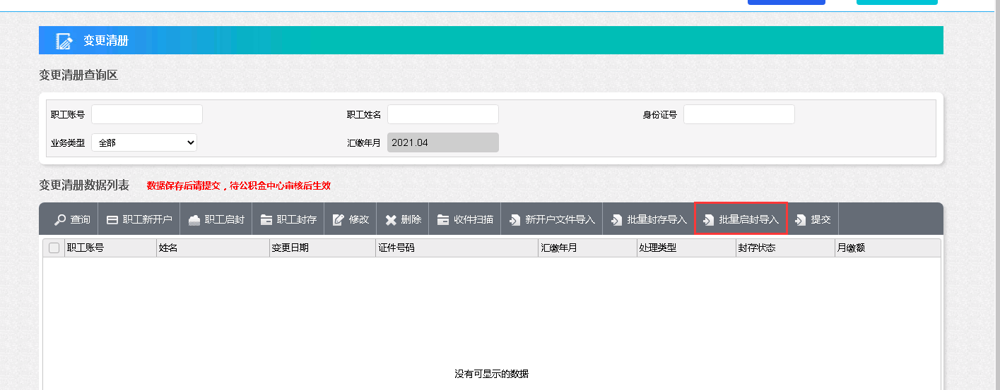 变更清册
变更清册查询区
职工账号 职工姓名 身份证号
业务类型 全部 汇缴年月 2021.04
变更清册数据列表 数据保存后请提交，待公积金中心审核后生效
查询 职工新开户 职工启封 职工封存 修改 删除 收件扫描 新开户文件导入 批量封存导入 批量启封导入 提交
职工账号 姓名 变更日期 证件号码 汇缴年月 处理类型 封存状态 月缴额
没有可显示的数据